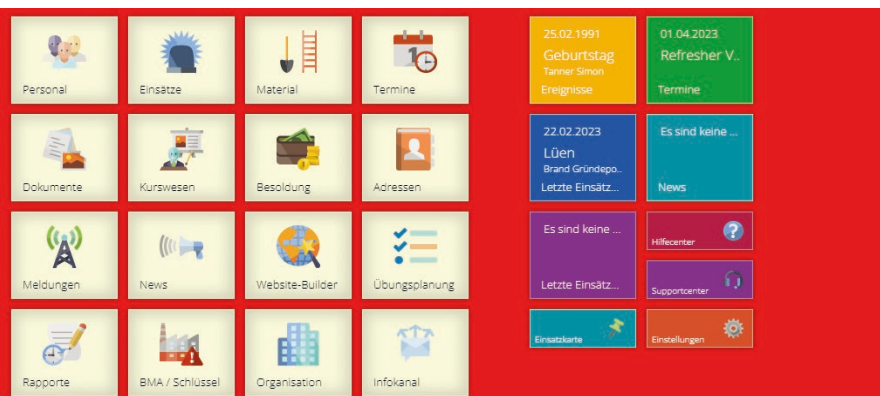 Personal
Einsätze
Material
Termine
Dokumente
Kurswesen
Besoldung
Adressen
Meldungen
News
Website-Builder
Übungsplanung
Rapporte
BMA / Schlüssel
Organisation
Infokanal
25.02.1991
Geburtstag
Tanner Simon
Ereignisse
01.04.2023
Refresher V..
Termine
22.02.2023
Lüen
Brand Gründepo..
Letzte Einsätz...
Es sind keine ...
News
Es sind keine ...
Letzte Einsätz...
Hilfecenter
Supportcenter
Einsatzkarte
Einstellungen